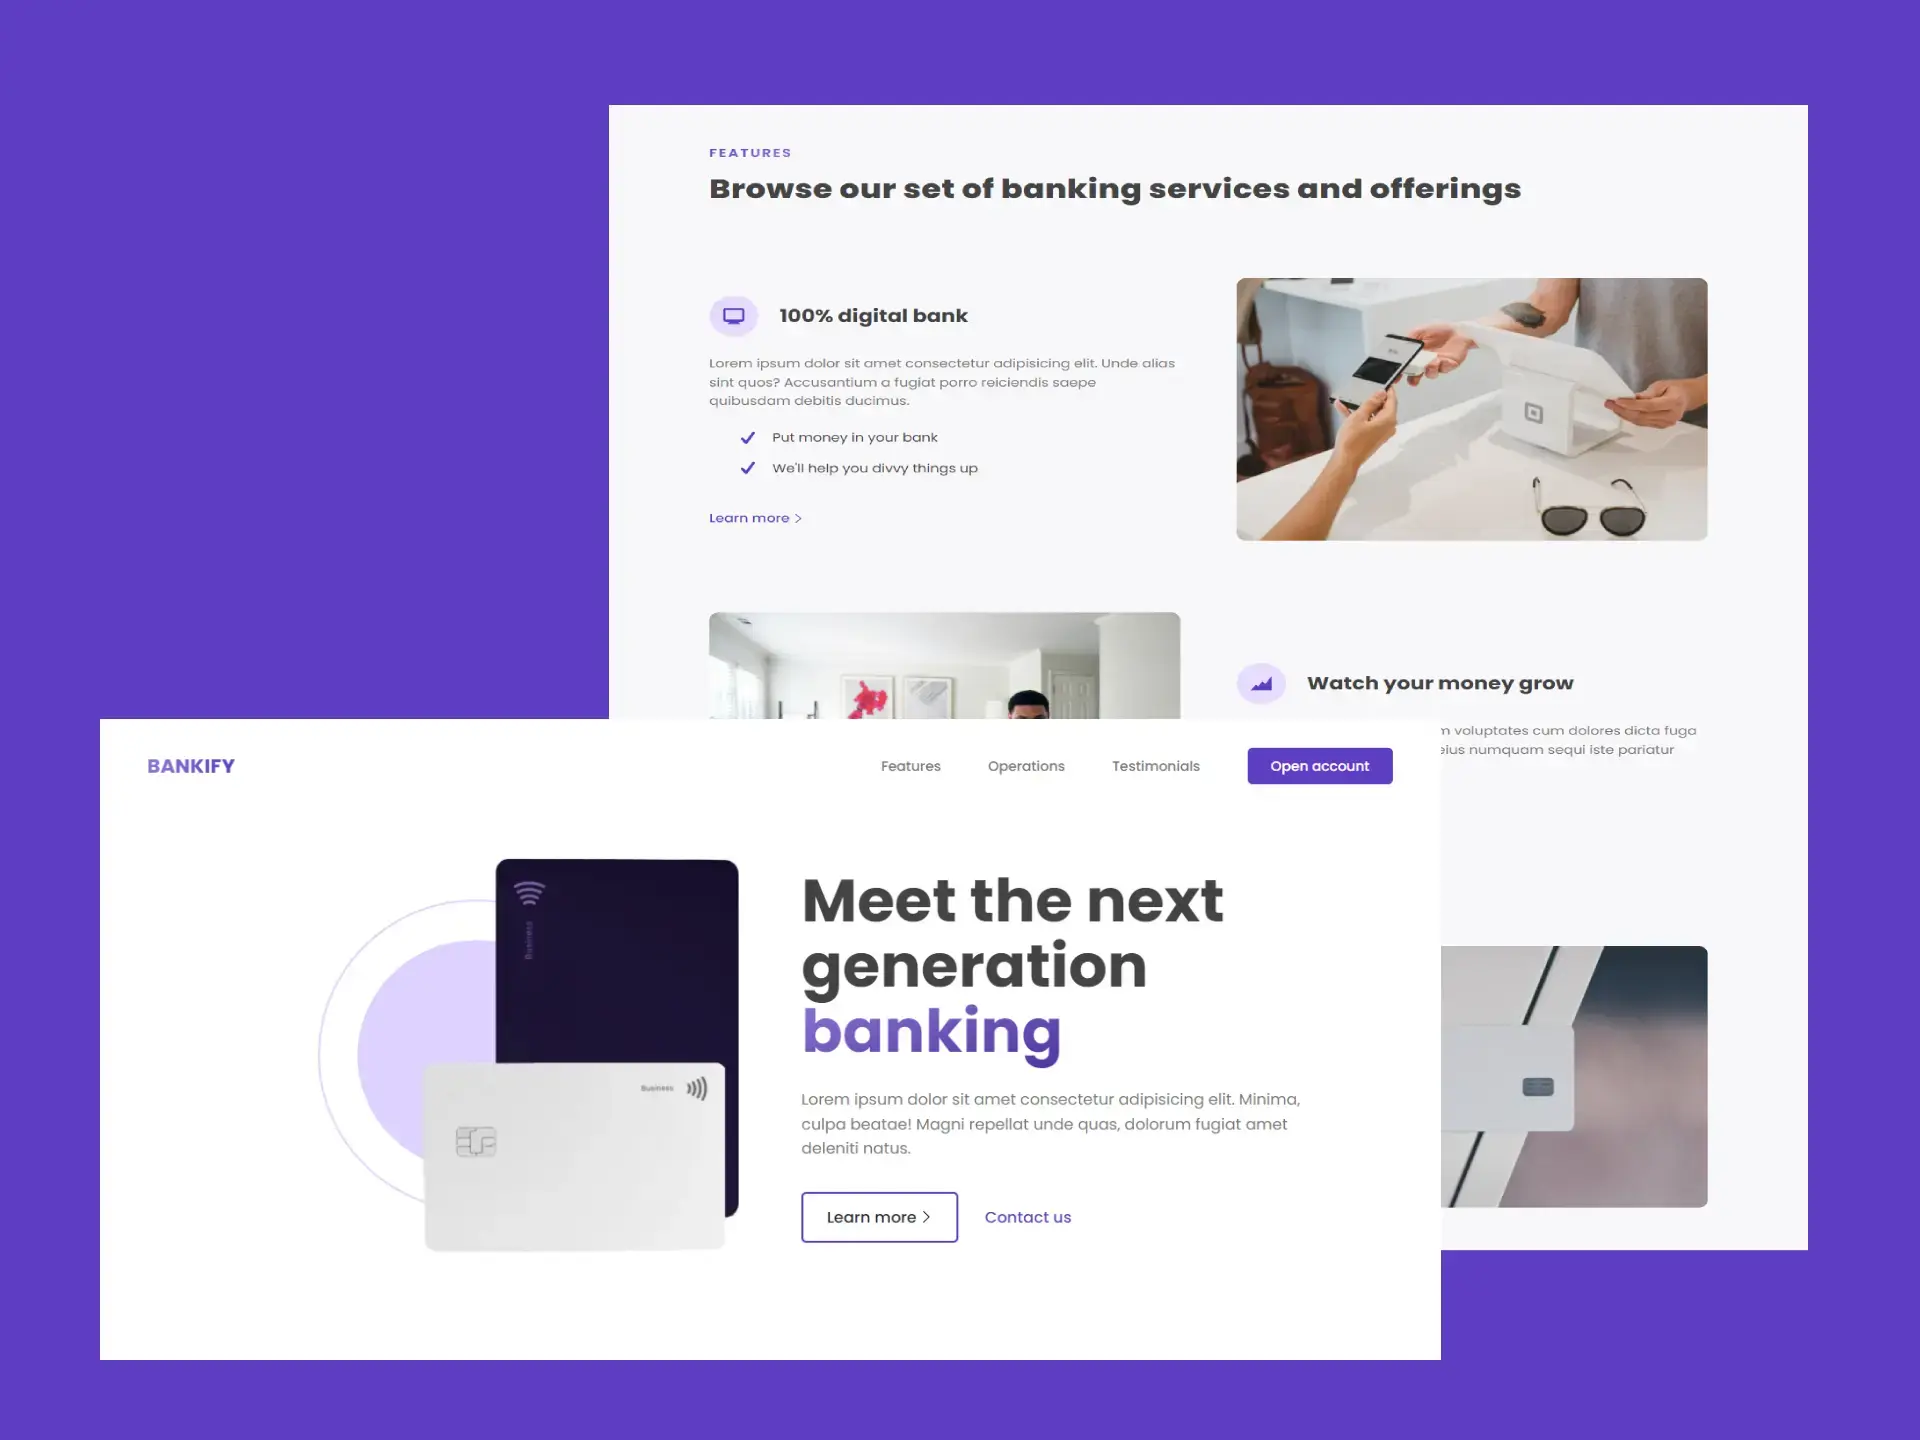 FEATURES
Browse our set of banking services and offerings
100% digital bank
Lorem ipsum dolor sit amet consectetur adipisicing elit. Unde alias
sint quos? Accusantium a fugiat porro reiciendis saepe
quibusdam debitis ducimus.
Put money in your bank
We'll help you divvy things up
Learn more >
Watch your money grow
voluptates cum dolores dicta fuga
eius numquam sequi iste pariatur
BANKIFY
Features
Operations
Testimonials
Open account
Business
Business
Meet the next
generation
banking
Lorem ipsum dolor sit amet consectetur adipisicing elit. Minima,
culpa beatae! Magni repellat unde quas, dolorum fugiat amet
deleniti natus.
Learn more >
Contact us